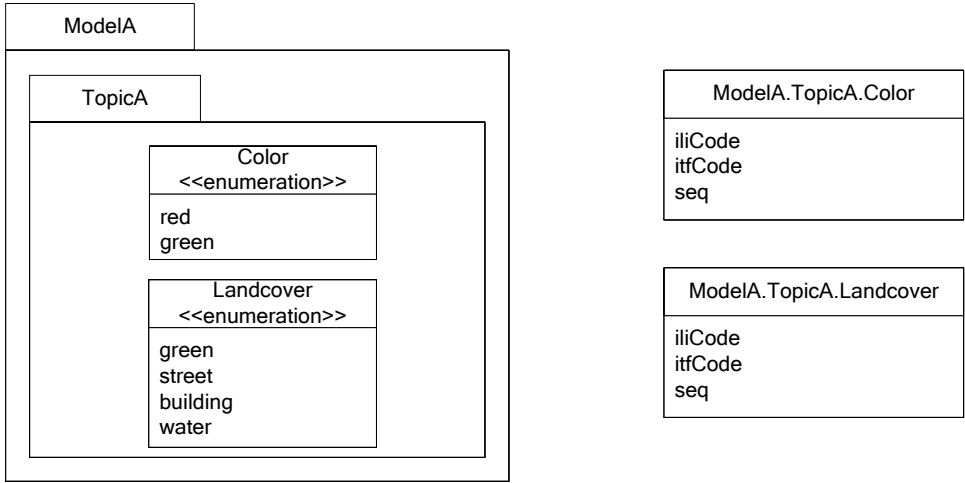 ModelA
TopicA
Color
<<enumeration>>
red
green
Landcover
<<enumeration>>
green
street
building
water
ModelA.TopicA.Color
iliCode
itfCode
seq
ModelA.TopicA.Landcover
iliCode
itfCode
seq